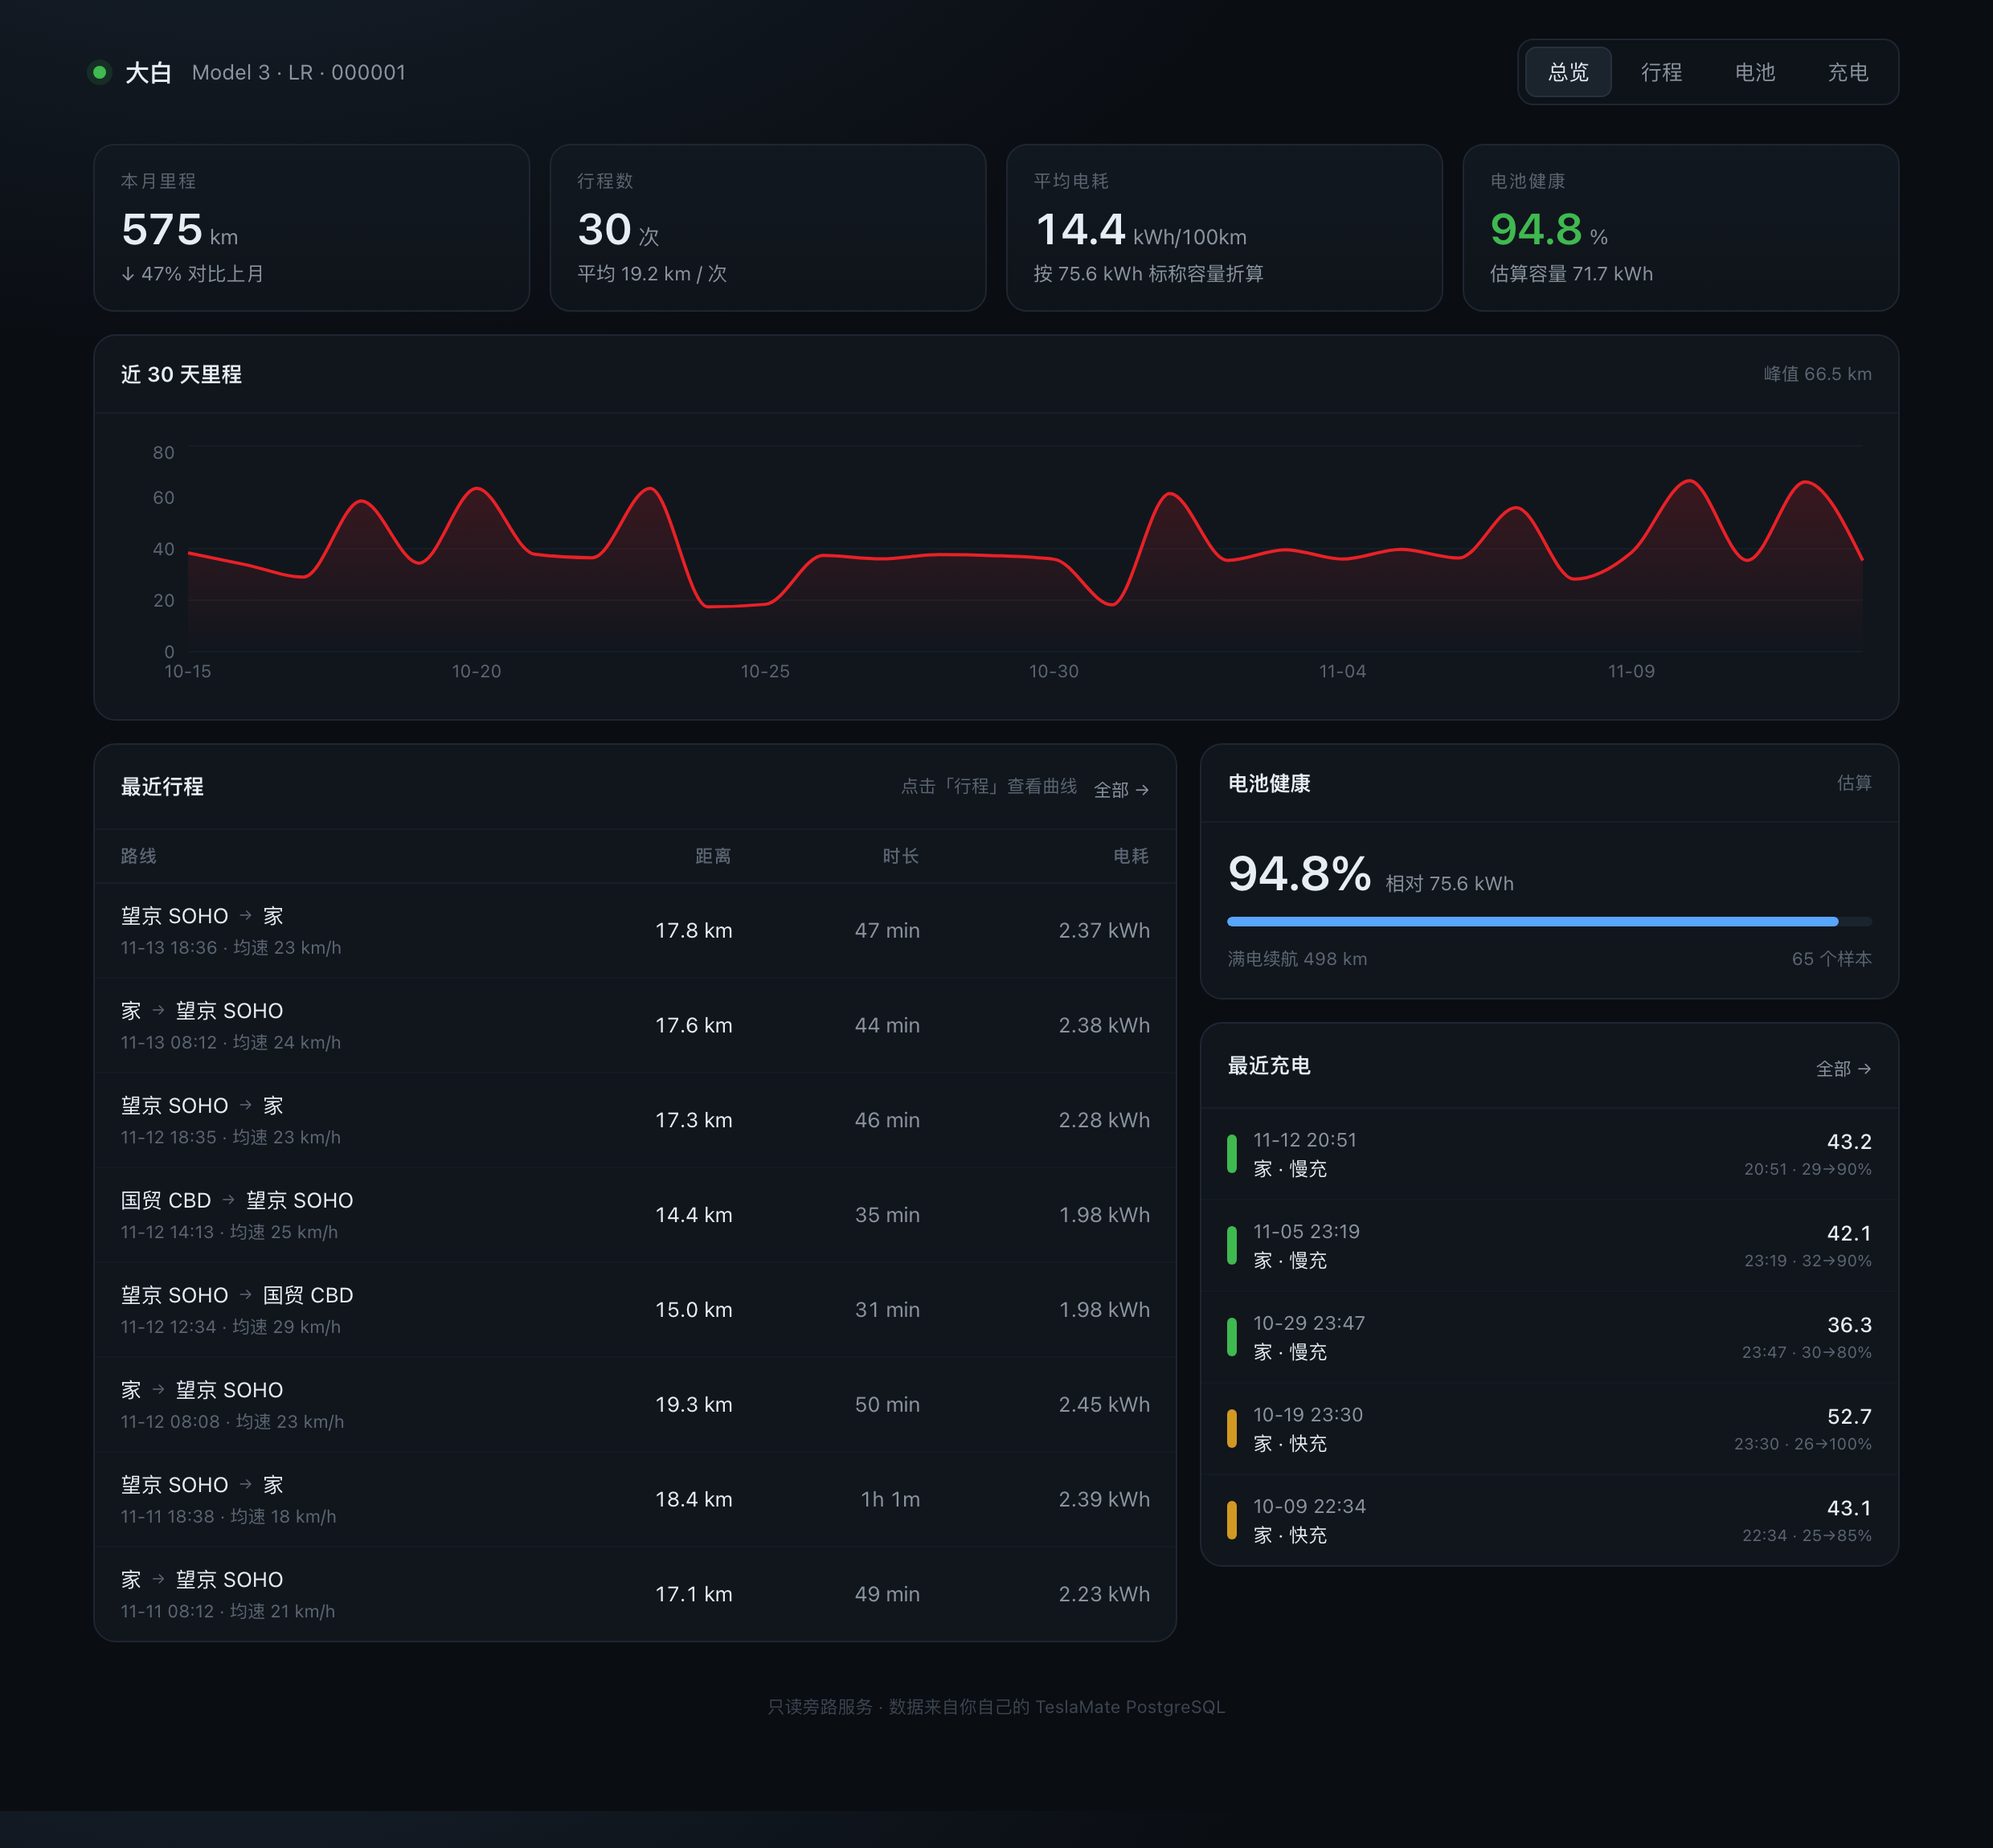 大白 Model 3 · LR · 000001
总览 行程 电池 充电
本月里程
575 km
↓ 47% 对比上月
行程数
30 次
平均 19.2 km / 次
平均电耗
14.4 kWh/100km
按 75.6 kWh 标称容量折算
电池健康
94.8 %
估算容量 71.7 kWh
近 30 天里程
峰值 66.5 km
80
60
40
20
0
10-15 10-20 10-25 10-30 11-04 11-09
最近行程
点击「行程」查看曲线 全部 →
路线 距离 时长 电耗
望京 SOHO → 家
11-13 18:36 · 均速 23 km/h
17.8 km 47 min 2.37 kWh
家 → 望京 SOHO
11-13 08:12 · 均速 24 km/h
17.6 km 44 min 2.38 kWh
望京 SOHO → 家
11-12 18:35 · 均速 23 km/h
17.3 km 46 min 2.28 kWh
国贸 CBD → 望京 SOHO
11-12 14:13 · 均速 25 km/h
14.4 km 35 min 1.98 kWh
望京 SOHO → 国贸 CBD
11-12 12:34 · 均速 29 km/h
15.0 km 31 min 1.98 kWh
家 → 望京 SOHO
11-12 08:08 · 均速 23 km/h
19.3 km 50 min 2.45 kWh
望京 SOHO → 家
11-11 18:38 · 均速 18 km/h
18.4 km 1h 1m 2.39 kWh
家 → 望京 SOHO
11-11 08:12 · 均速 21 km/h
17.1 km 49 min 2.23 kWh
电池健康
估算
94.8% 相对 75.6 kWh
满电续航 498 km
65 个样本
最近充电
全部 →
11-12 20:51
家 · 慢充
43.2
20:51 · 29→90%
11-05 23:19
家 · 慢充
42.1
23:19 · 32→90%
10-29 23:47
家 · 慢充
36.3
23:47 · 30→80%
10-19 23:30
家 · 快充
52.7
23:30 · 26→100%
10-09 22:34
家 · 快充
43.1
22:34 · 25→85%
只读旁路服务 · 数据来自你自己的 TeslaMate PostgreSQL